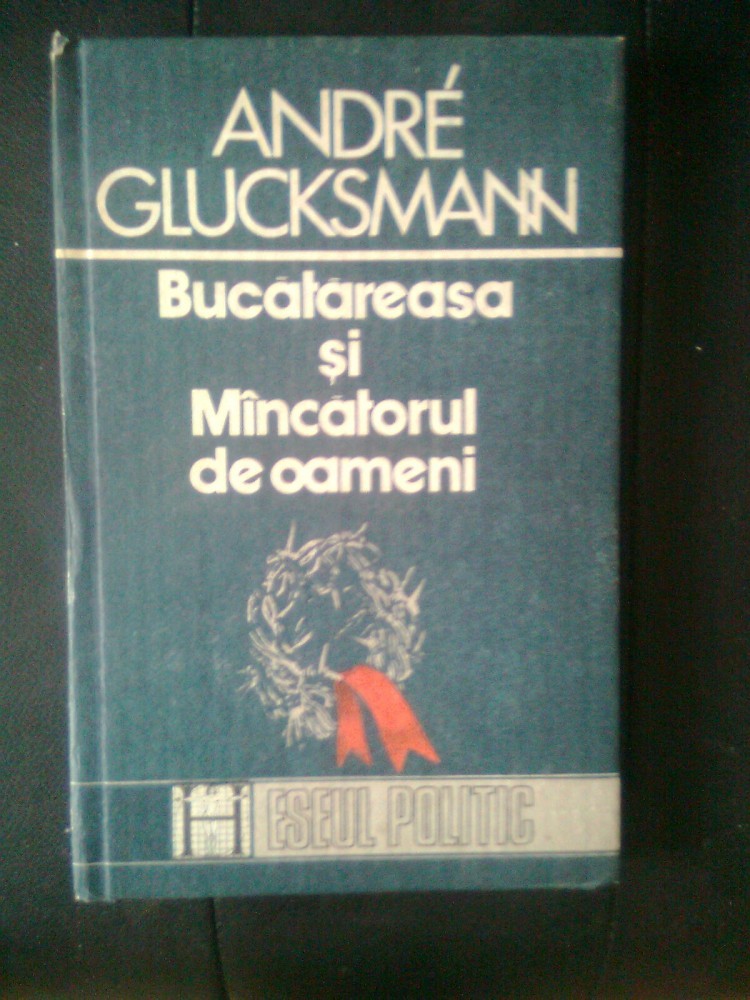 ANDRÉ
GLUCKSMANN
Bucătăreasa
și
Mîncătorul
de oameni
H ESEUL POLITIC